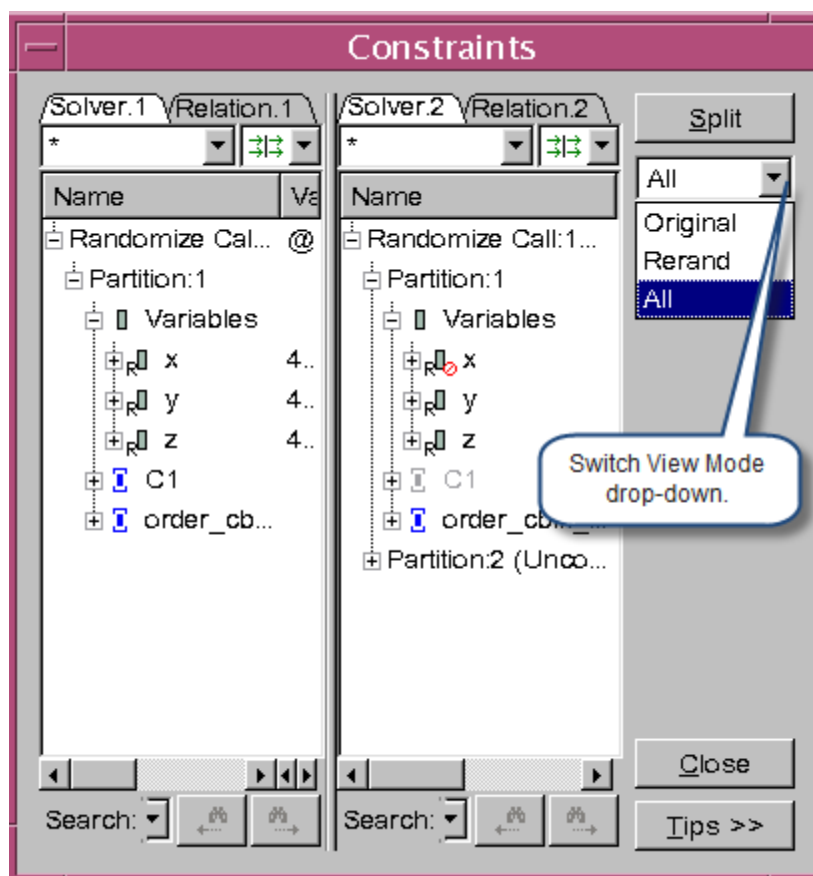 Constraints
Solver.1 Relation.1
*
Name Va
Randomize Cal... @
Partition:1
Variables
R x 4..
R y 4..
R z 4..
C1
order_cb...
Search:
Solver.2 Relation.2
*
Name
Randomize Call:1...
Partition:1
Variables
R x
R y
R z
C1
Partition:2 (Unco...
Search:
Split
All
Original
Rerand
All
Switch View Mode
drop-down.
Close
Tips >>